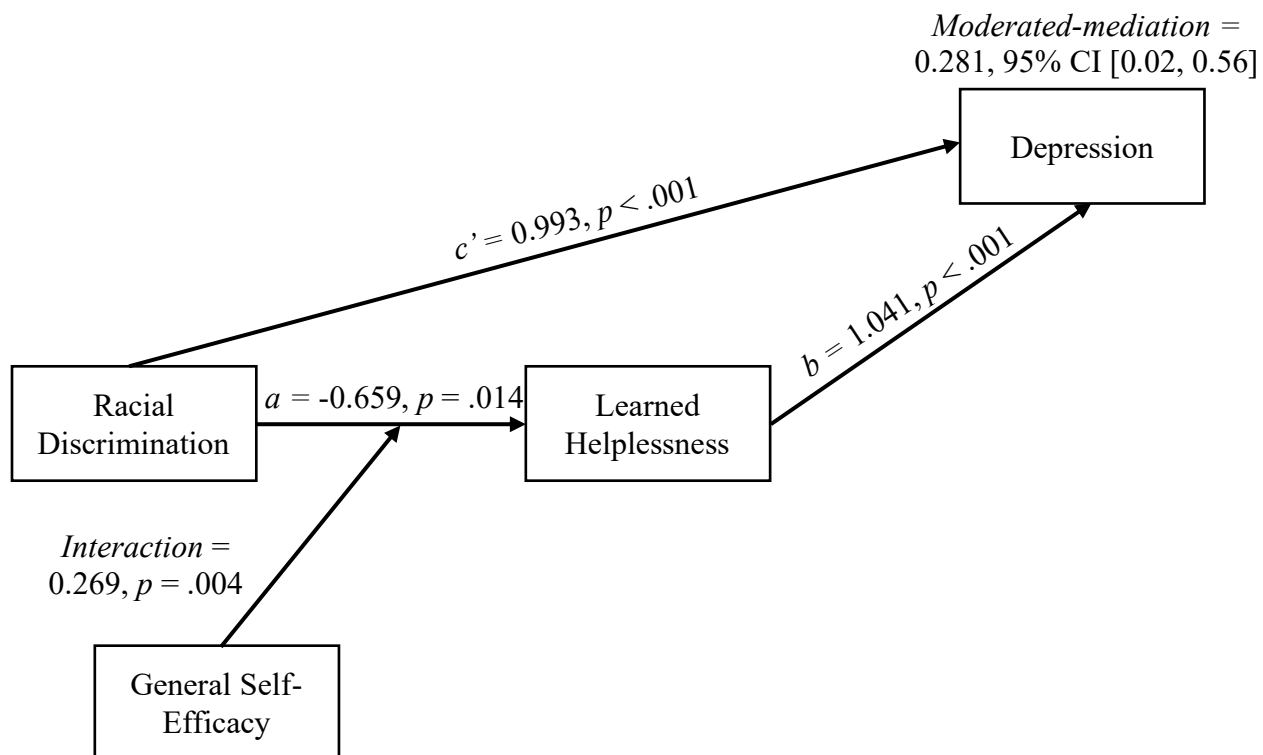 Moderated-mediation =
0.281, 95% CI [0.02, 0.56]
Depression
c’ = 0.993, p < .001
b = 1.041, p < .001
Racial
Discrimination
a = -0.659, p = .014
Learned
Helplessness
Interaction =
0.269, p = .004
General Self-
Efficacy